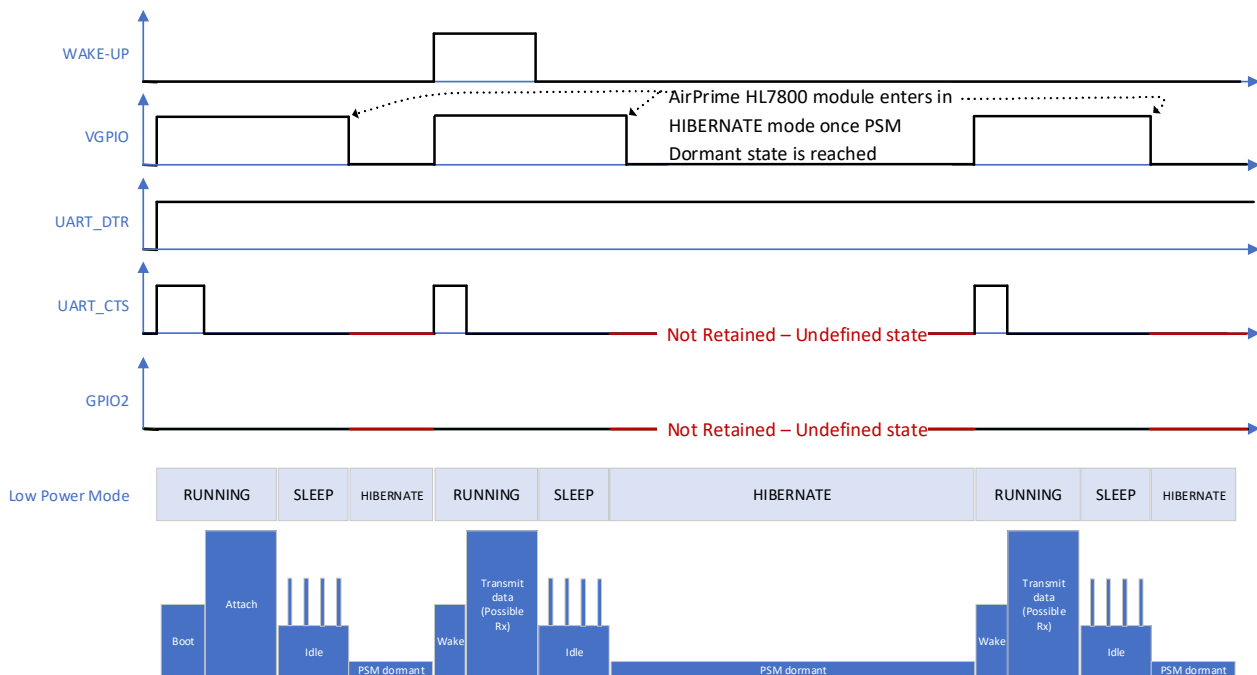 WAKE-UP
AirPrime HL7800 module enters in
VGPIO
HIBERNATE mode once PSM
Dormant state is reached
UART_DTR
UART_CTS
Not Retained – Undefined state
GPIO2
Not Retained – Undefined state
Low Power Mode
RUNNING
SLEEP
HIBERNATE
RUNNING
SLEEP
HIBERNATE
RUNNING
SLEEP
HIBERNATE
Boot
Attach
Idle
PSM dormant
Wake
Transmit
data
(Possible
Rx)
Idle
PSM dormant
Wake
Transmit
data
(Possible
Rx)
Idle
PSM dormant